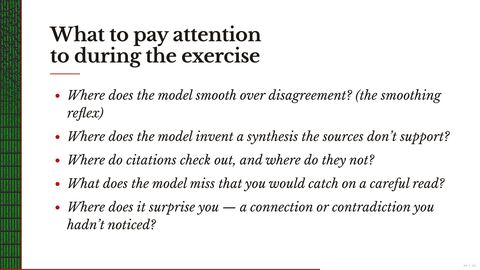 What to pay attention
to during the exercise
• Where does the model smooth over disagreement? (the smoothing
reflex)
• Where does the model invent a synthesis the sources don’t support?
• Where do citations check out, and where do they not?
• What does the model miss that you would catch on a careful read?
• Where does it surprise you — a connection or contradiction you
hadn’t noticed?